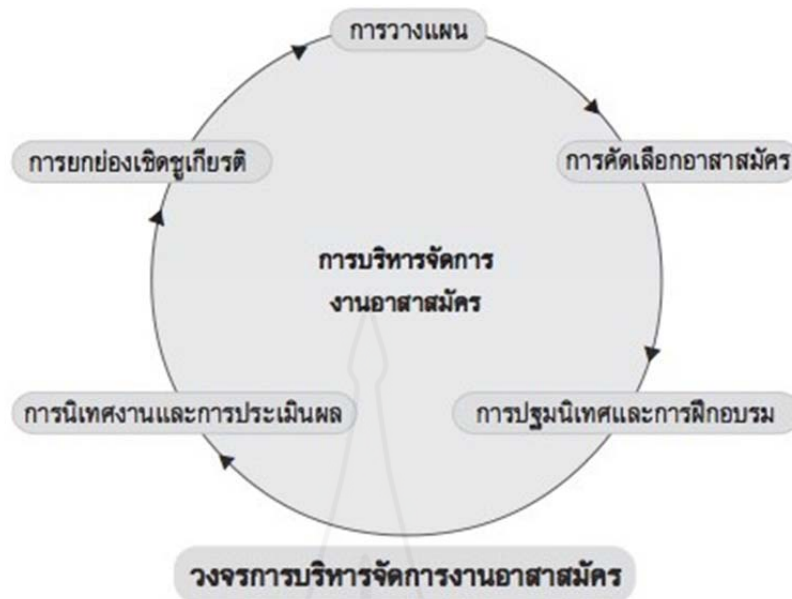 การวางแผน
การยกย่องเชิดชูเกียรติ
การคัดเลือกอาสาสมัคร
การบริหารจัดการ
งานอาสาสมัคร
การนิเทศงานและการประเมินผล
การปฐมนิเทศและการฝึกอบรม
วงจรการบริหารจัดการงานอาสาสมัคร